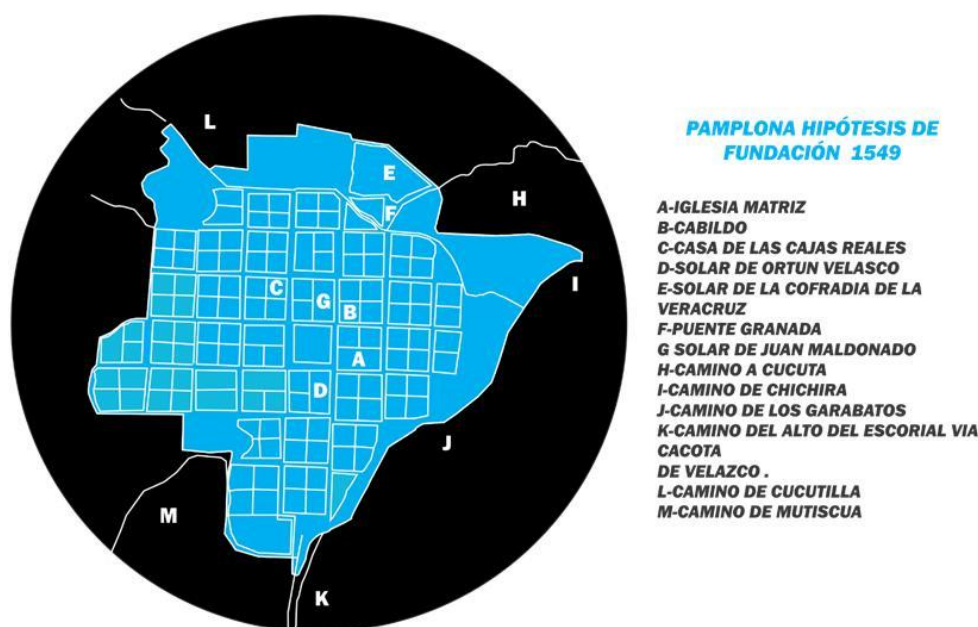 L
E
F
H
I
C
G
B
A
D
J
M
K
PAMPLONA HIPÓTESIS DE
FUNDACIÓN 1549
A-IGLESIA MATRIZ
B-CABILDO
C-CASA DE LAS CAJAS REALES
D-SOLAR DE ORTUN VELASCO
E-SOLAR DE LA COFRADIA DE LA
VERACRUZ
F-PUENTE GRANADA
G SOLAR DE JUAN MALDONADO
H-CAMINO A CUCUTA
I-CAMINO DE CHICHIRA
J-CAMINO DE LOS GARABATOS
K-CAMINO DEL ALTO DEL ESCORIAL VIA
CACOTA
DE VELAZCO .
L-CAMINO DE CUCUTILLA
M-CAMINO DE MUTISCUA